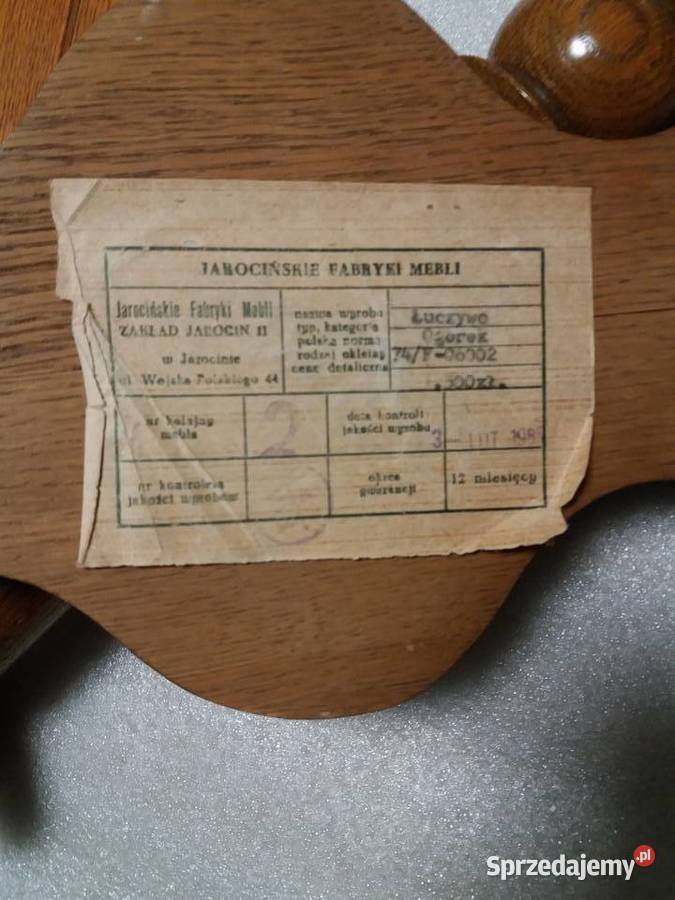 JAROCIŃSKIE FABRYKI MEBLI
Jarocińskie Fabryki Mebli
ZAKŁAD JAROCIN II
w Jarocinie
ul. Wojska Polskiego 44
nazwa wyrobu
typ, kategoria
polska norma
rodzaj okleiny
cena detaliczna
Łuczywo
Ogórek
74/F-06002
nr kolejny
mebla
2
data kontroli
jakości wyrobu
3
nr kontrolera
jakości wyrobów
okres
gwarancji
12 miesięcy
Sprzedajemy.pl